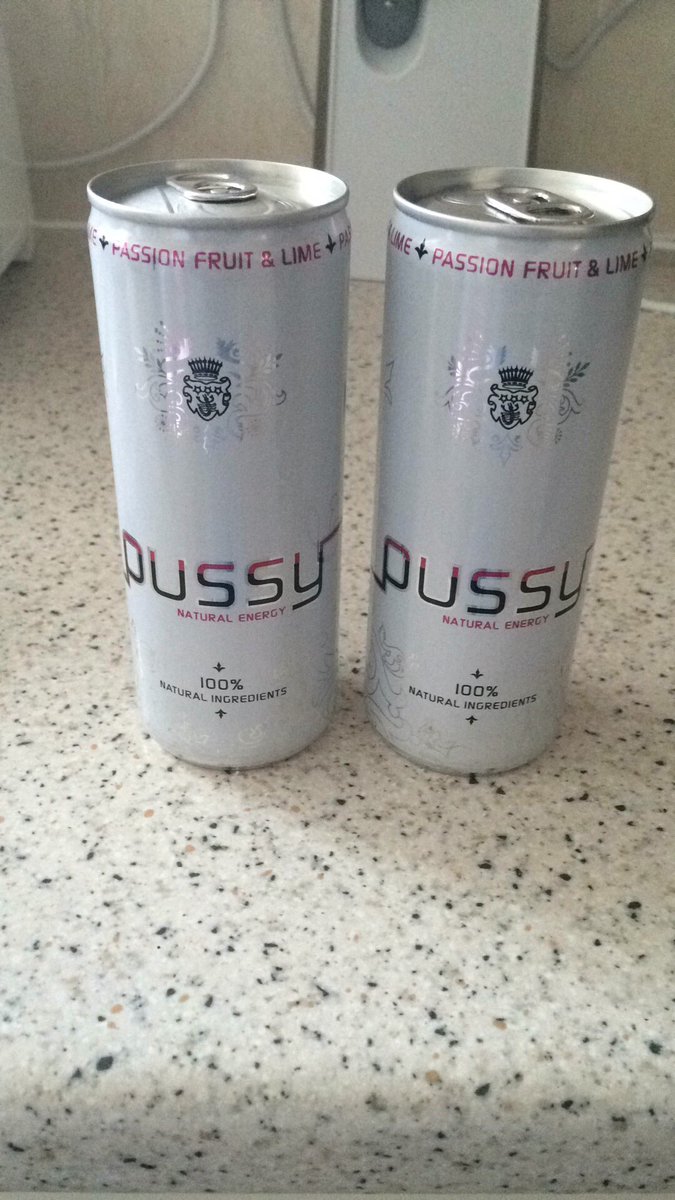 ME PASSION FRUIT & LIME PA
pussy
NATURAL ENERGY
100%
NATURAL INGREDIENTS
LIME PASSION FRUIT & LIME
pussy
NATURAL ENERGY
100%
NATURAL INGREDIENTS